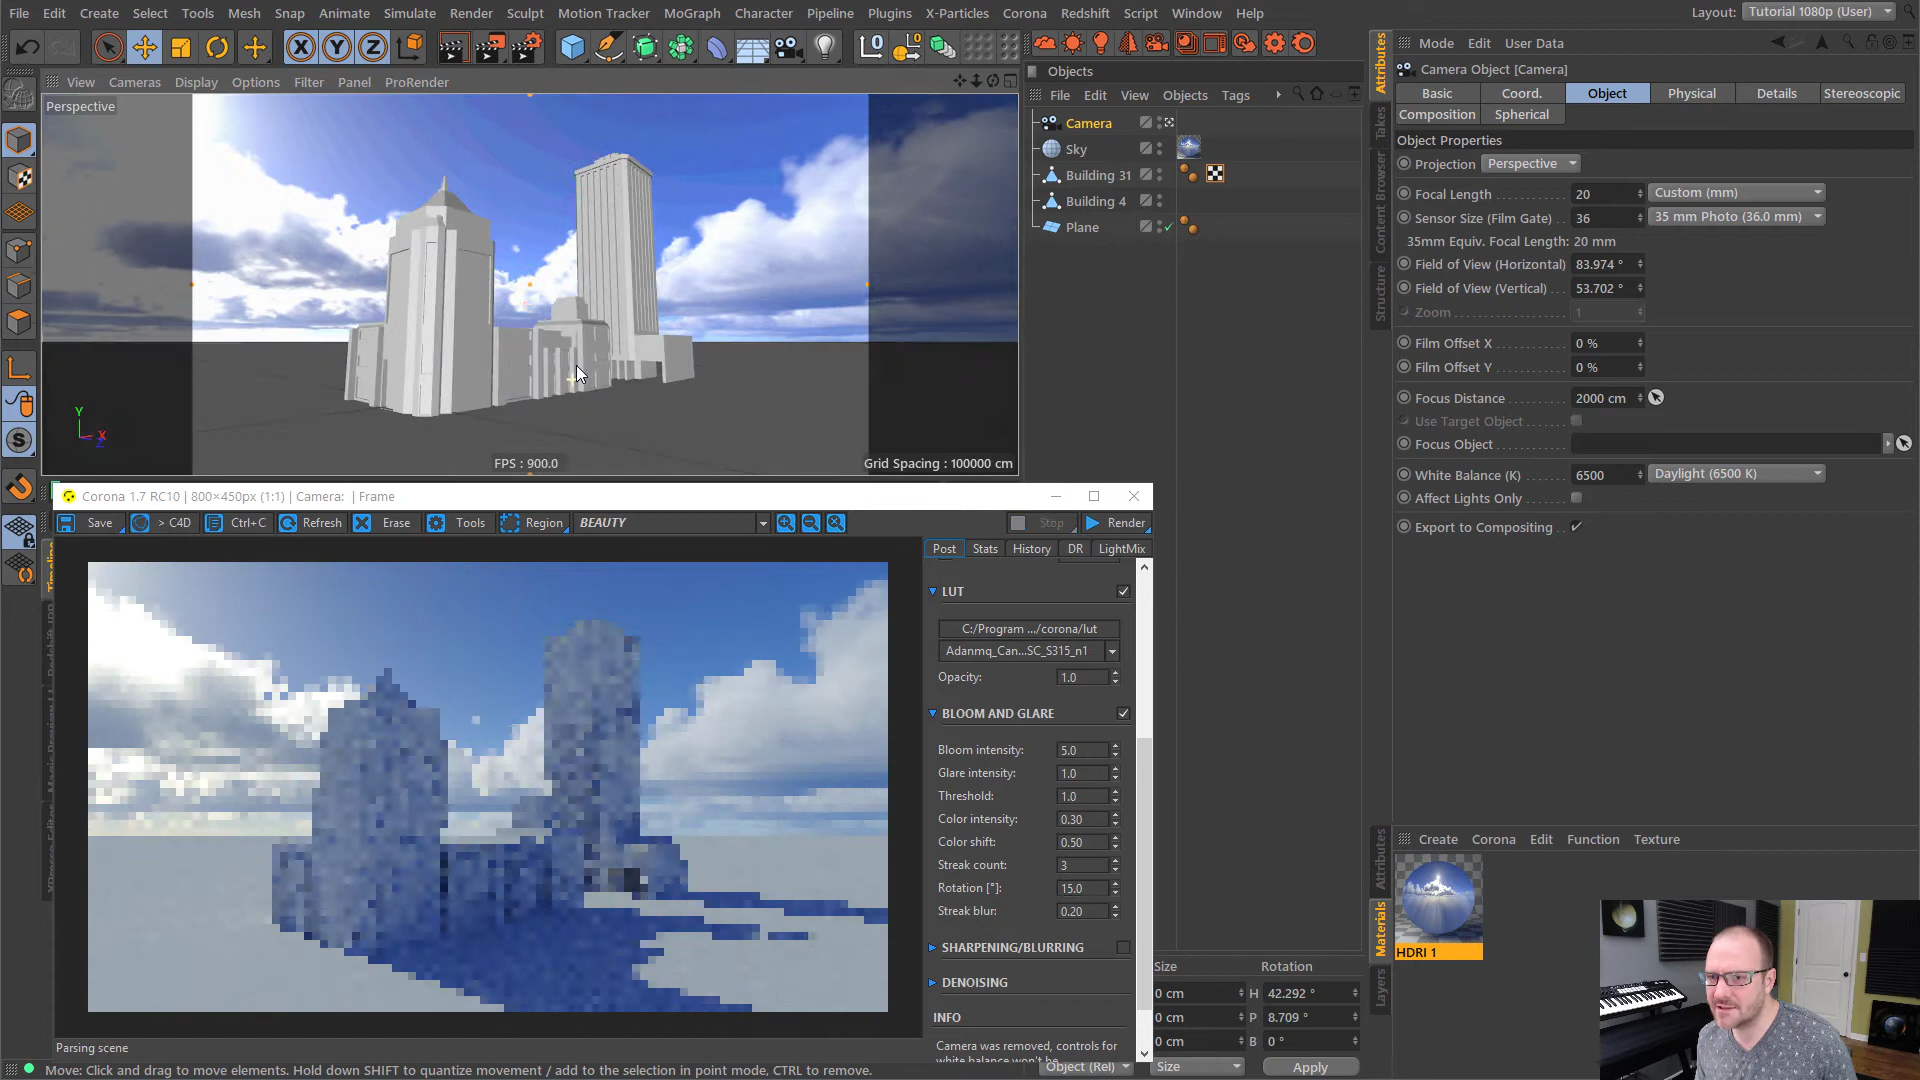 File Edit Create Select Tools Mesh Snap Animate Simulate Render Sculpt Motion Tracker MoGraph Character Pipeline Plugins X-Particles Corona Redshift Script Window Help
Layout: Tutorial 1080p (User)
X Y Z
View Cameras Display Options Filter Panel ProRender
Perspective
Y
X
Z
FPS : 900.0
Grid Spacing : 100000 cm
Objects
File Edit View Objects Tags
Camera
Sky
Building 31
Building 4
Plane
Attributes
Takes
Content Browser
Structure
Mode Edit User Data
Camera Object [Camera]
Basic Coord. Object Physical Details Stereoscopic
Composition Spherical
Object Properties
Projection Perspective
Focal Length 20 Custom (mm)
Sensor Size (Film Gate) 36 35 mm Photo (36.0 mm)
35mm Equiv. Focal Length: 20 mm
Field of View (Horizontal) 83.974 °
Field of View (Vertical) 53.702 °
Zoom 1
Film Offset X 0 %
Film Offset Y 0 %
Focus Distance 2000 cm
Use Target Object
Focus Object
White Balance (K) 6500 Daylight (6500 K)
Affect Lights Only
Export to Compositing
Corona 1.7 RC10 | 800×450px (1:1) | Camera: | Frame
Save > C4D Ctrl+C Refresh Erase Tools Region BEAUTY Stop Render
Post Stats History DR LightMix
LUT
C:/Program .../corona/lut
Adanmq_Can...SC_S315_n1
Opacity: 1.0
BLOOM AND GLARE
Bloom intensity: 5.0
Glare intensity: 1.0
Threshold: 1.0
Color intensity: 0.30
Color shift: 0.50
Streak count: 3
Rotation [°]: 15.0
Streak blur: 0.20
SHARPENING/BLURRING
DENOISING
INFO
Camera was removed, controls for
white balance won't be
Parsing scene
Size Rotation
0 cm H 42.292 °
0 cm P 8.709 °
0 cm B 0 °
Object (Rel) Size Apply
Attributes
Materials
Layers
Create Corona Edit Function Texture
HDRI 1
Move: Click and drag to move elements. Hold down SHIFT to quantize movement / add to the selection in point mode, CTRL to remove.